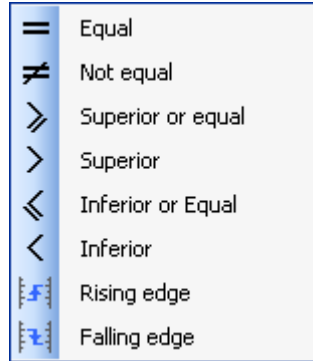 = Equal
≠ Not equal
⩾ Superior or equal
> Superior
⩽ Inferior or Equal
< Inferior
Rising edge
Falling edge